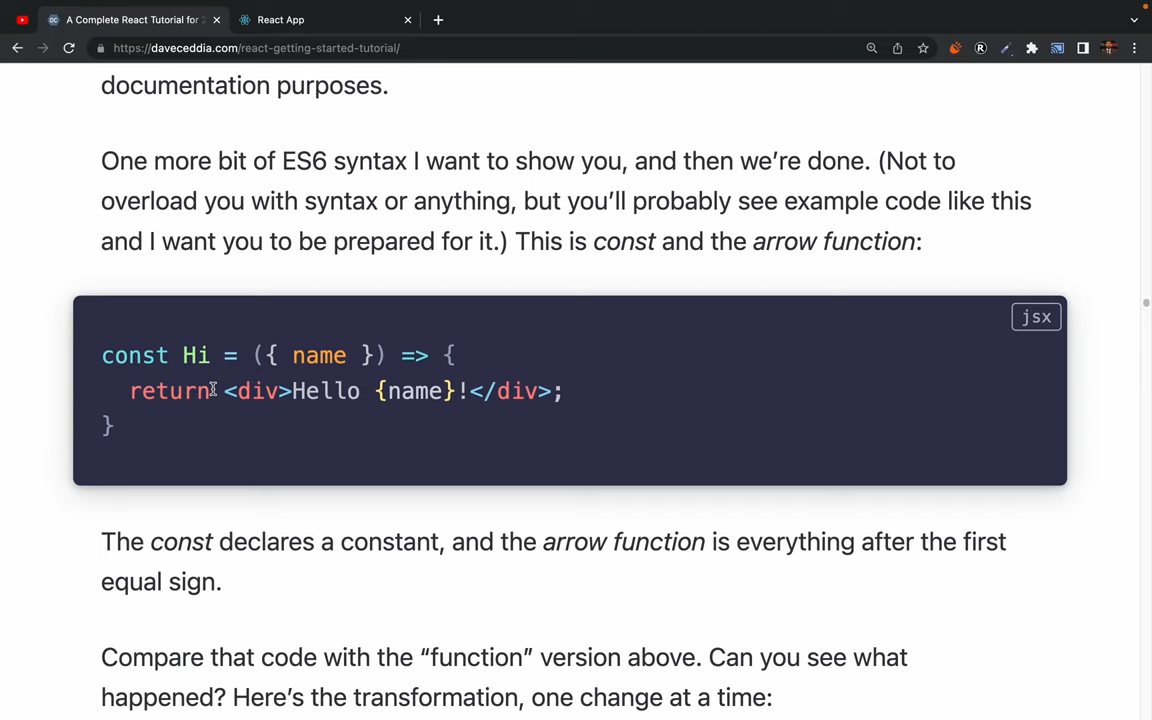 A Complete React Tutorial for 2
React App
https://daveceddia.com/react-getting-started-tutorial/
documentation purposes.
One more bit of ES6 syntax I want to show you, and then we’re done. (Not to
overload you with syntax or anything, but you’ll probably see example code like this
and I want you to be prepared for it.) This is const and the arrow function:
jsx
const Hi = ({ name }) => {
return <div>Hello {name}!</div>;
}
The const declares a constant, and the arrow function is everything after the first
equal sign.
Compare that code with the “function” version above. Can you see what
happened? Here’s the transformation, one change at a time: